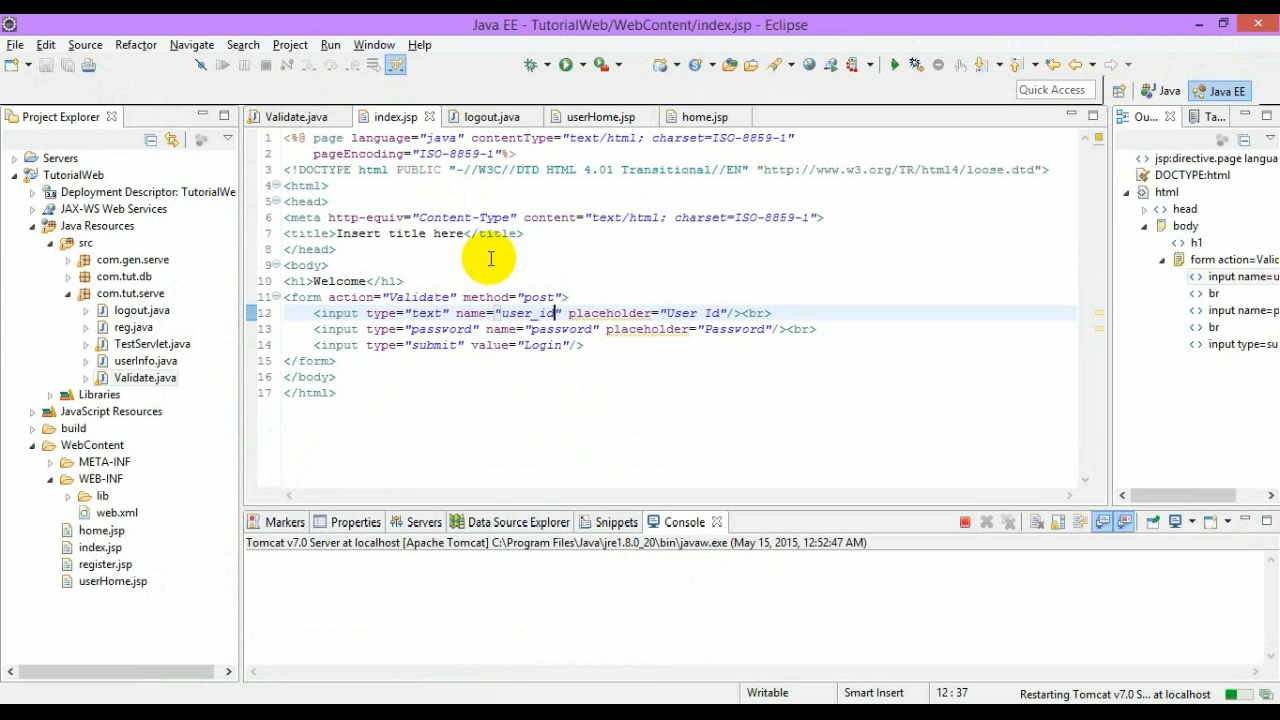 Java EE - TutorialWeb/WebContent/index.jsp - Eclipse
File Edit Source Refactor Navigate Search Project Run Window Help
Quick Access Java Java EE
Project Explorer
Validate.java index.jsp logout.java userHome.jsp home.jsp
Ou... Ta...
Servers
TutorialWeb
Deployment Descriptor: TutorialWe
JAX-WS Web Services
Java Resources
src
com.gen.serve
com.tut.db
com.tut.serve
logout.java
reg.java
TestServlet.java
userInfo.java
Validate.java
Libraries
JavaScript Resources
build
WebContent
META-INF
WEB-INF
lib
web.xml
home.jsp
index.jsp
register.jsp
userHome.jsp
1 <%@ page language="java" contentType="text/html; charset=ISO-8859-1"
2 pageEncoding="ISO-8859-1"%>
3 <!DOCTYPE html PUBLIC "-//W3C//DTD HTML 4.01 Transitional//EN" "http://www.w3.org/TR/html4/loose.dtd">
4 <html>
5 <head>
6 <meta http-equiv="Content-Type" content="text/html; charset=ISO-8859-1">
7 <title>Insert title here</title>
8 </head>
9 <body>
10 <h1>Welcome</h1>
11 <form action="Validate" method="post">
12 <input type="text" name="user_id" placeholder="User Id"/><br>
13 <input type="password" name="password" placeholder="Password"/><br>
14 <input type="submit" value="Login"/>
15 </form>
16 </body>
17 </html>
jsp:directive.page langua
DOCTYPE:html
html
head
body
h1
form action=Valic
input name=u
br
input name=p
br
input type=su
Markers Properties Servers Data Source Explorer Snippets Console
Tomcat v7.0 Server at localhost [Apache Tomcat] C:\Program Files\Java\jre1.8.0_20\bin\javaw.exe (May 15, 2015, 12:52:47 AM)
Writable Smart Insert 12 : 37 Restarting Tomcat v7.0 S... at localhost